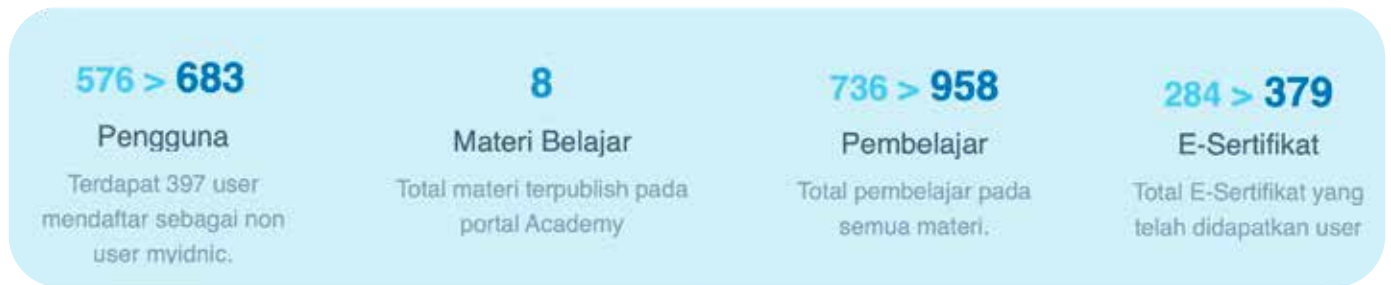 576 > 683
Pengguna
Terdapat 397 user
mendaftar sebagai non
user myidnic.
8
Materi Belajar
Total materi terpublish pada
portal Academy
736 > 958
Pembelajar
Total pembelajar pada
semua materi.
284 > 379
E-Sertifikat
Total E-Sertifikat yang
telah didapatkan user